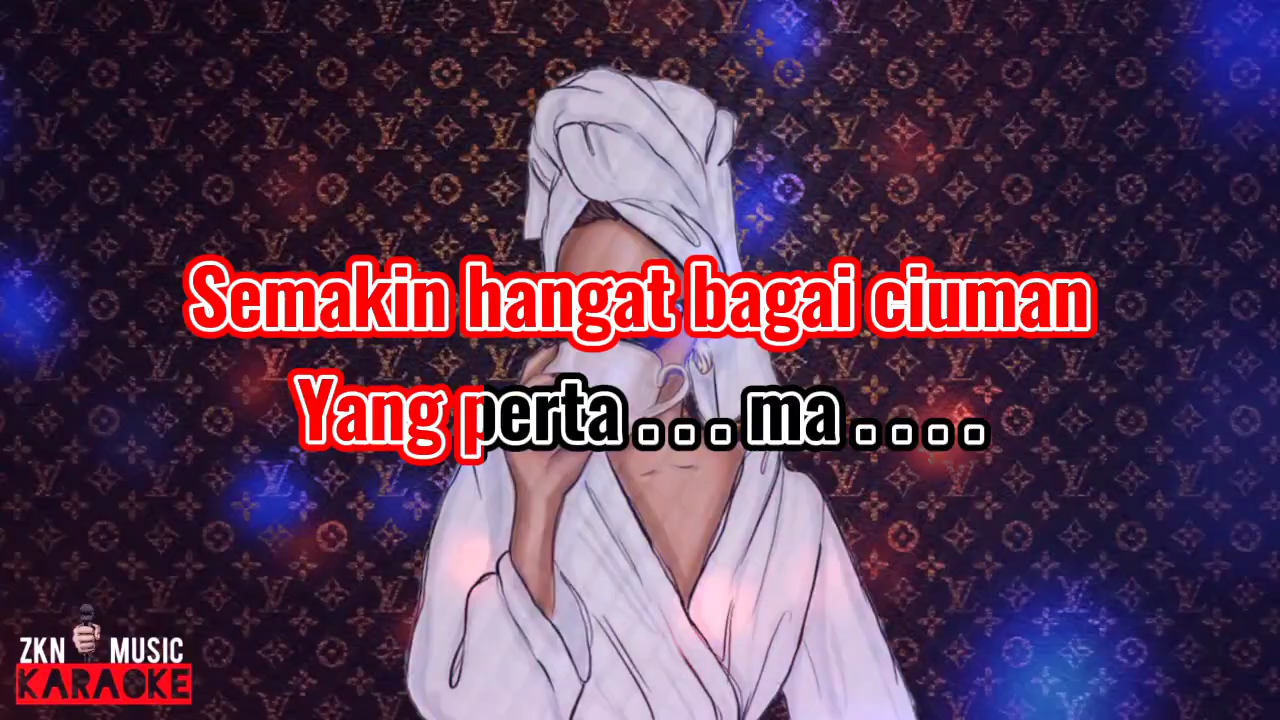 Semakin hangat bagai ciuman
Yang perta . . . ma . . . .
ZKN MUSIC
KARAOKE